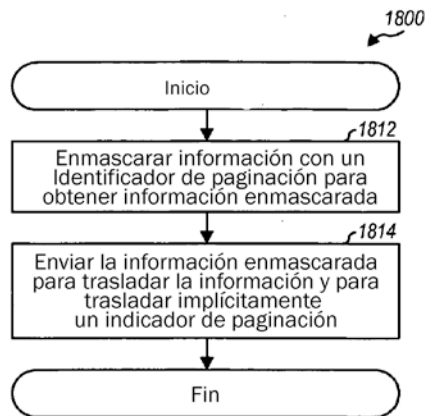 1800
Inicio
1812
Enmascarar información con un
Identificador de paginación para
obtener información enmascarada
1814
Enviar la información enmascarada
para trasladar la información y para
trasladar implícitamente
un indicador de paginación
Fin